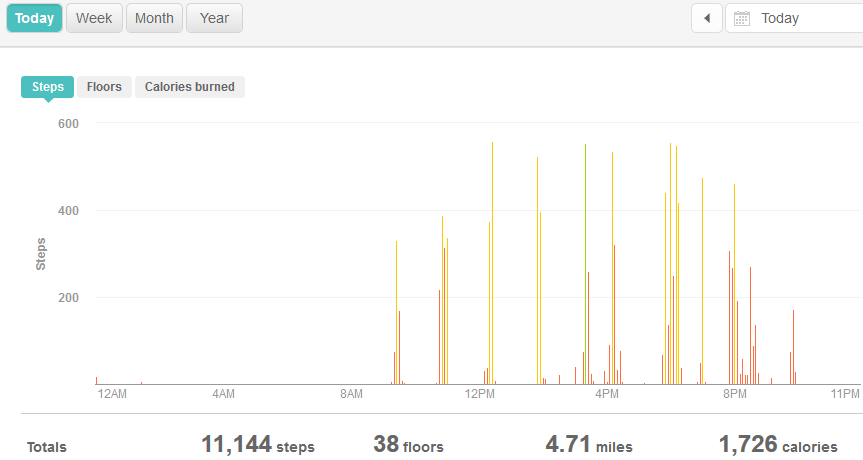 Today Week Month Year Today
Steps Floors Calories burned
600
400
200
Steps
12AM 4AM 8AM 12PM 4PM 8PM 11PM
Totals 11,144 steps 38 floors 4.71 miles 1,726 calories